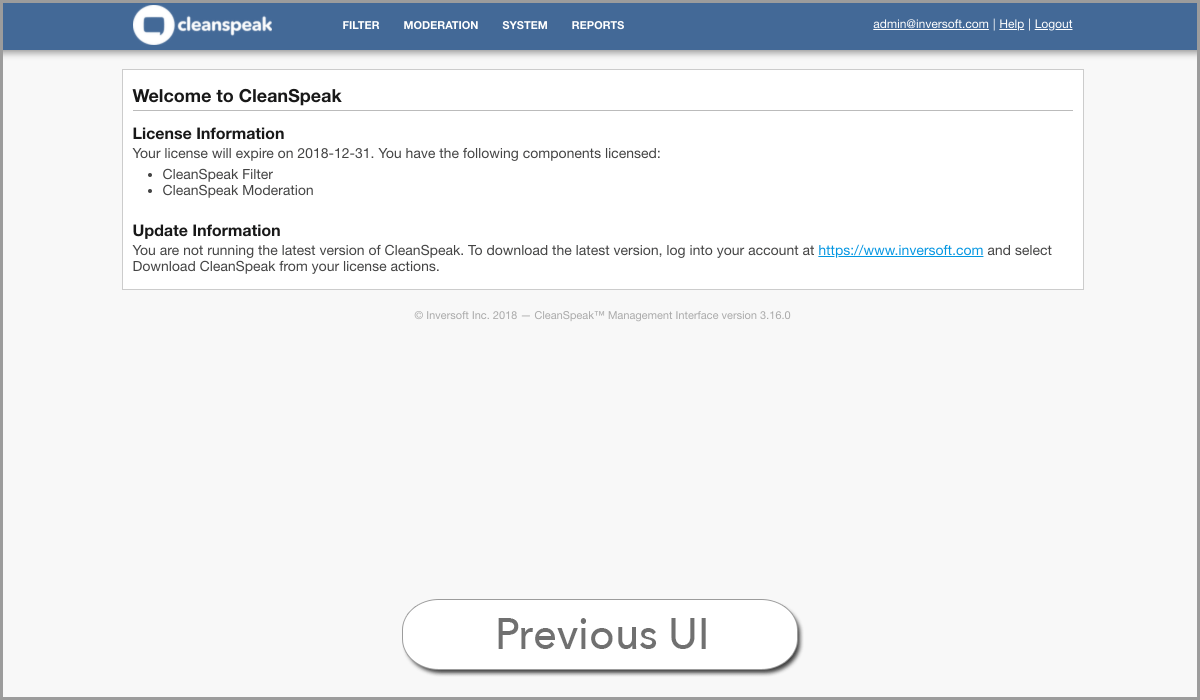 cleanspeak FILTER MODERATION SYSTEM REPORTS admin@inversoft.com | Help | Logout
Welcome to CleanSpeak
License Information
Your license will expire on 2018-12-31. You have the following components licensed:
• CleanSpeak Filter
• CleanSpeak Moderation
Update Information
You are not running the latest version of CleanSpeak. To download the latest version, log into your account at https://www.inversoft.com and select
Download CleanSpeak from your license actions.
© Inversoft Inc. 2018 — CleanSpeak™ Management Interface version 3.16.0
Previous UI